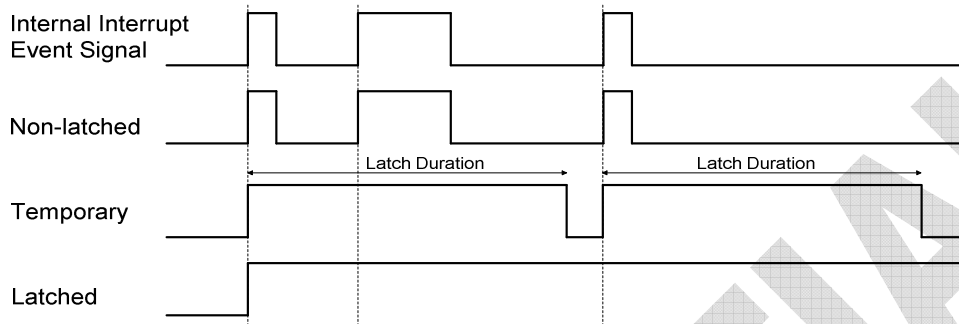 Internal Interrupt
Event Signal
Non-latched
Latch Duration
Latch Duration
Temporary
Latched